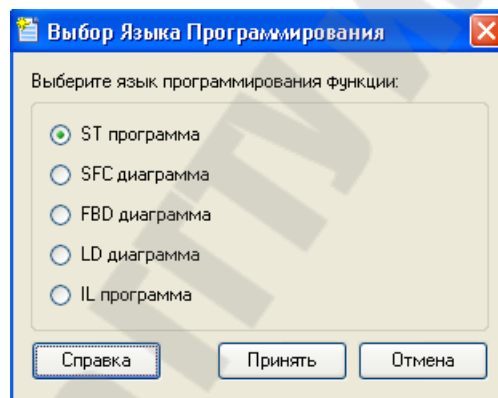 Выбор Языка Программирования
Выберите язык программирования функции:
ST программа
SFC диаграмма
FBD диаграмма
LD диаграмма
IL программа
Справка Принять Отмена